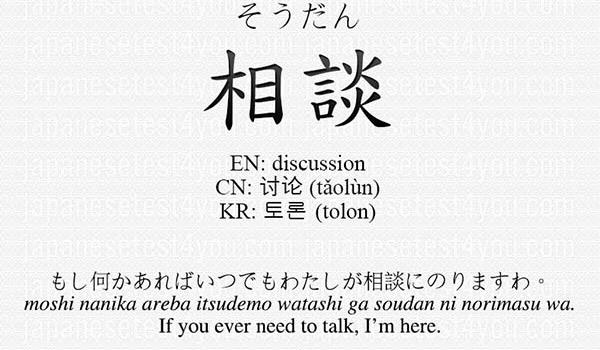 そうだん
相談
EN: discussion
CN: 讨论 (tǎolùn)
KR: 토론 (tolon)
もし何かあればいつでもわたしが相談にのりますわ。
moshi nanika areba itsudemo watashi ga soudan ni norimasu wa.
If you ever need to talk, I'm here.
japanesetest4you.com